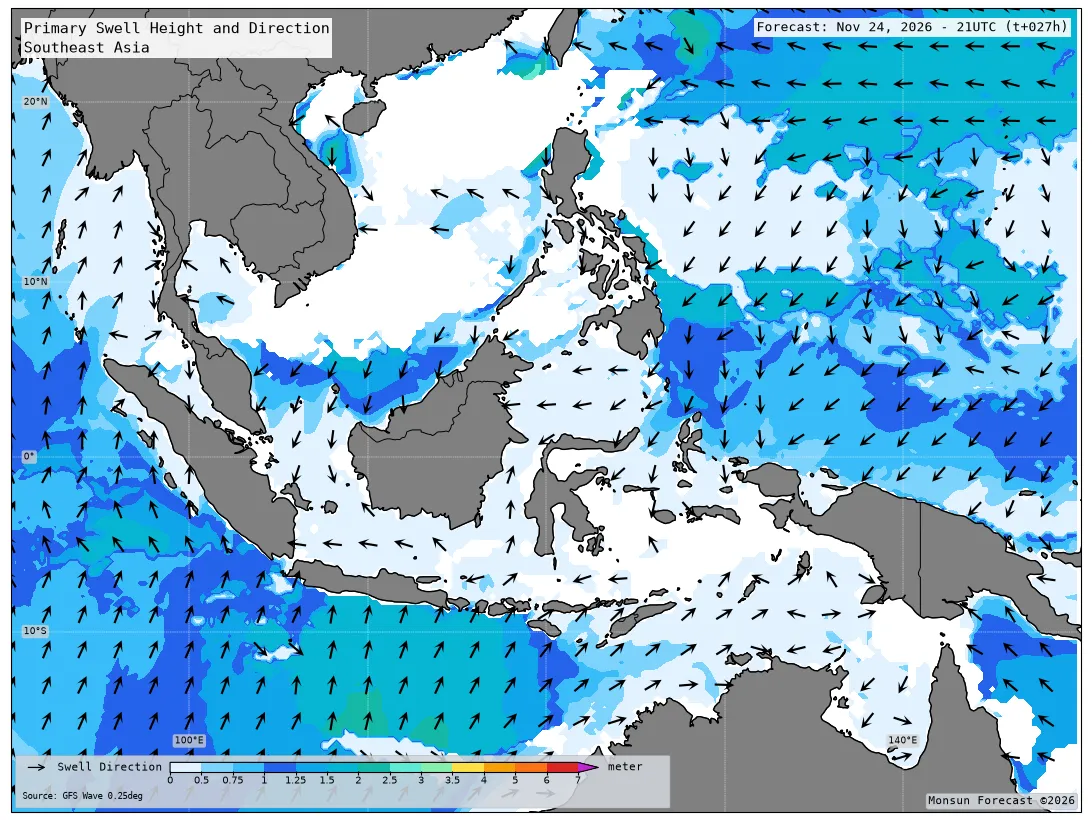 Primary Swell Height and Direction
Southeast Asia
Forecast: Nov 24, 2026 - 21UTC (t+027h)
20°N
10°N
0°
10°S
100°E
140°E
Swell Direction
meter
0 0.5 0.75 1 1.25 1.5 2 2.5 3 3.5 4 5 6 7
Source: GFS Wave 0.25deg
Monsun Forecast ©2026